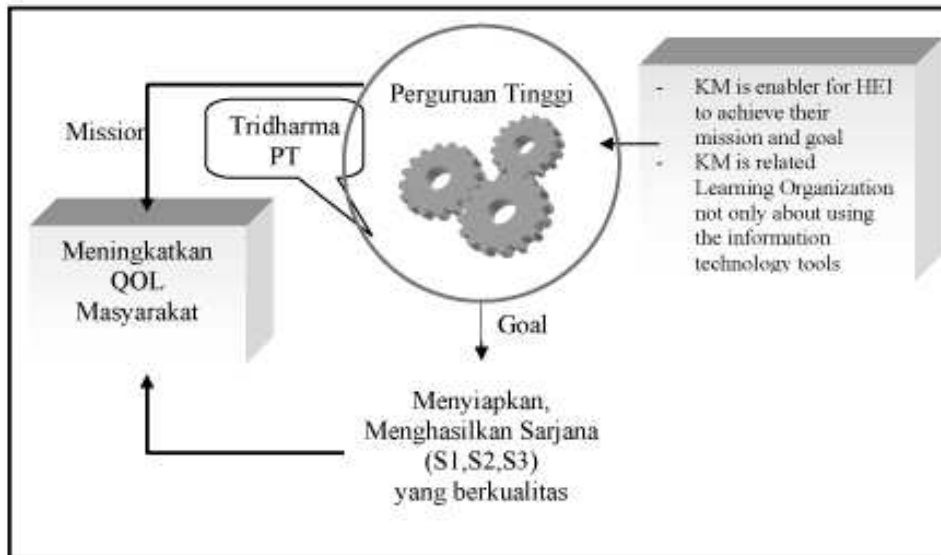 Perguruan Tinggi
Tridharma
PT
Mission
- KM is enabler for HEI
to achieve their
mission and goal
- KM is related
Learning Organization
not only about using
the information
technology tools
Meningkatkan
QOL
Masyarakat
Goal
Menyiapkan,
Menghasilkan Sarjana
(S1,S2,S3)
yang berkualitas